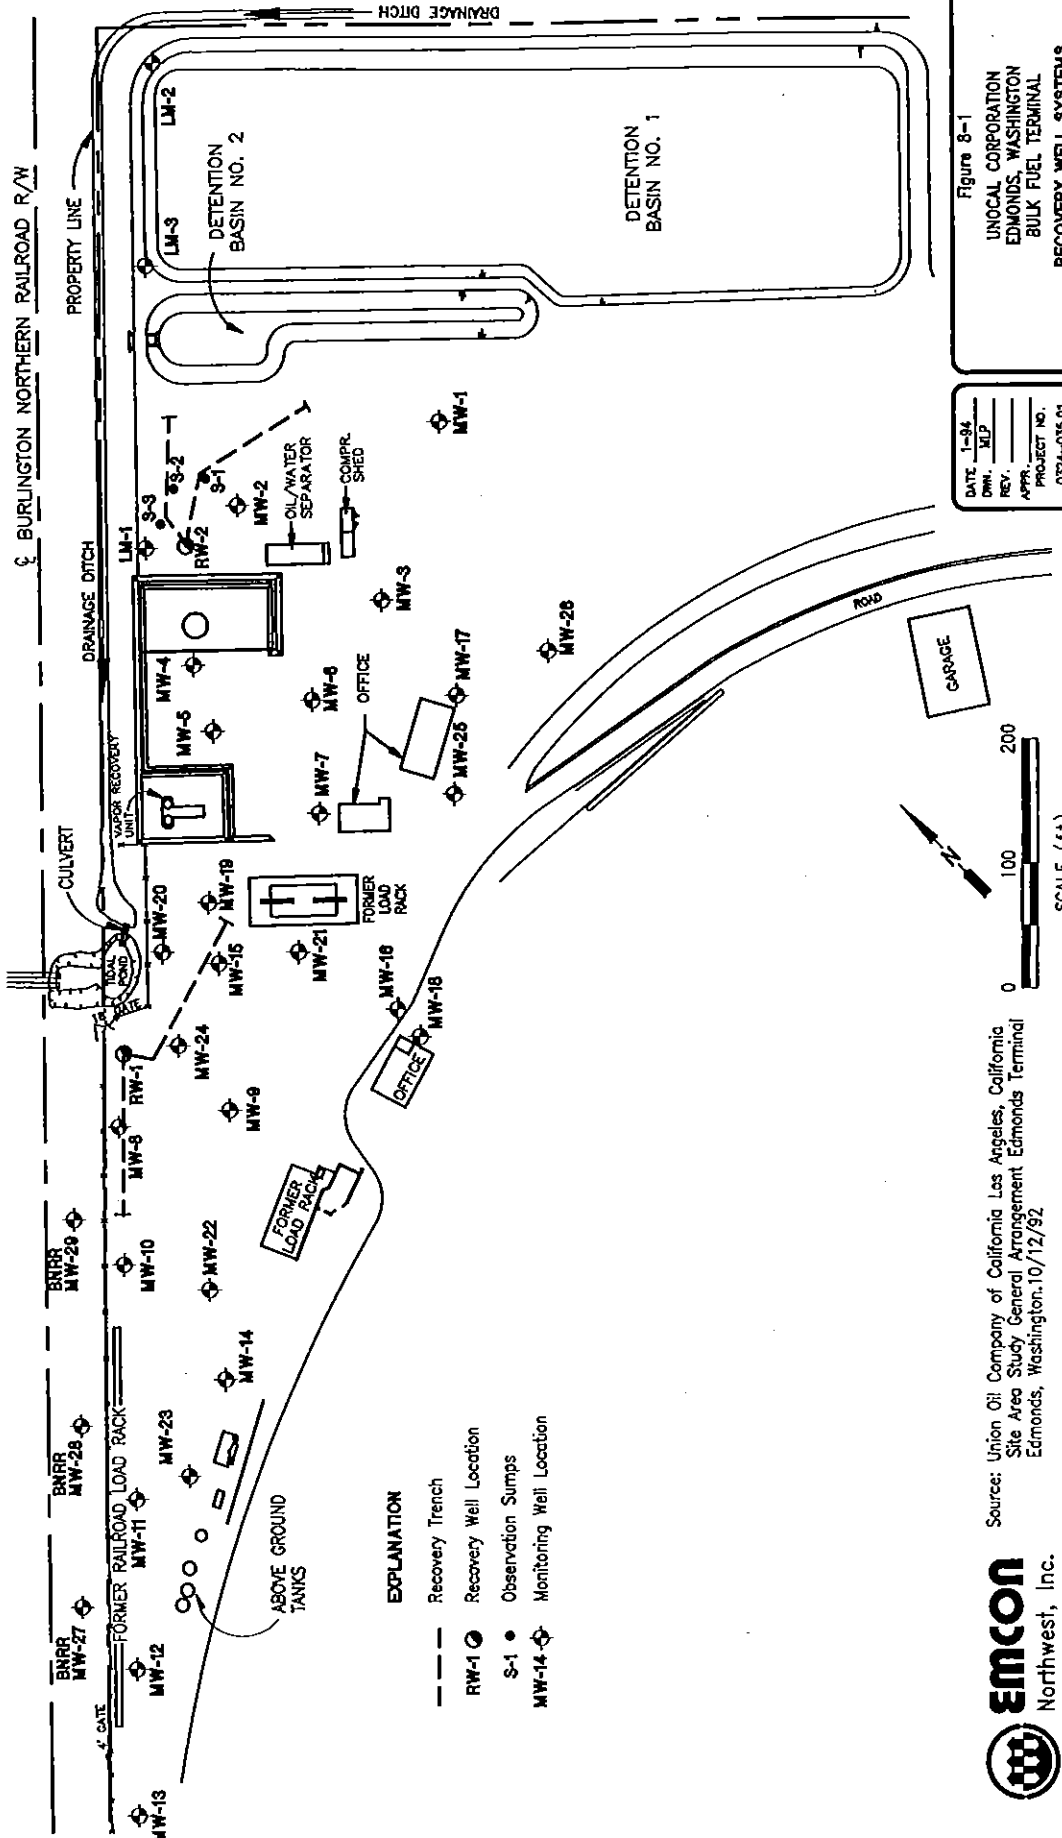 ℄ BURLINGTON NORTHERN RAILROAD R/W
DRAINAGE DITCH
PROPERTY LINE
LM-2
LM-3
DETENTION
BASIN NO. 2
DETENTION
BASIN NO. 1
DRAINAGE DITCH
LM-1
S-3
S-2
S-1
RW-2
MW-2
MW-1
OIL/WATER
SEPARATOR
COMPR.
SHED
MW-3
MW-4
MW-5
MW-6
OFFICE
MW-17
MW-26
MW-7
MW-25
VAPOR RECOVERY
UNIT
CULVERT
MW-20
MW-19
FORMER
LOAD
RACK
TIDAL
POND
GATE
MW-15
MW-21
MW-16
MW-18
OFFICE
RW-1
MW-24
MW-8
MW-9
FORMER
LOAD RACK
BNRR
MW-29
MW-10
MW-22
MW-14
BNRR
MW-28
FORMER RAILROAD LOAD RACK
MW-23
MW-11
BNRR
MW-27
MW-12
4' GATE
MW-13
ABOVE GROUND
TANKS
ROAD
GARAGE
EXPLANATION
Recovery Trench
RW-1 Recovery Well Location
S-1 Observation Sumps
MW-14 Monitoring Well Location
N
0 100 200
SCALE (ft)
Source: Union Oil Company of California Los Angeles, California
Site Area Study General Arrangement Edmonds Terminal
Edmonds, Washington.10/12/92
EMCON
Northwest, Inc.
DATE 1-94
DWN. MLP
REV.
APPR.
PROJECT NO.
Figure 8-1
UNOCAL CORPORATION
EDMONDS, WASHINGTON
BULK FUEL TERMINAL
RECOVERY WELL SYSTEMS